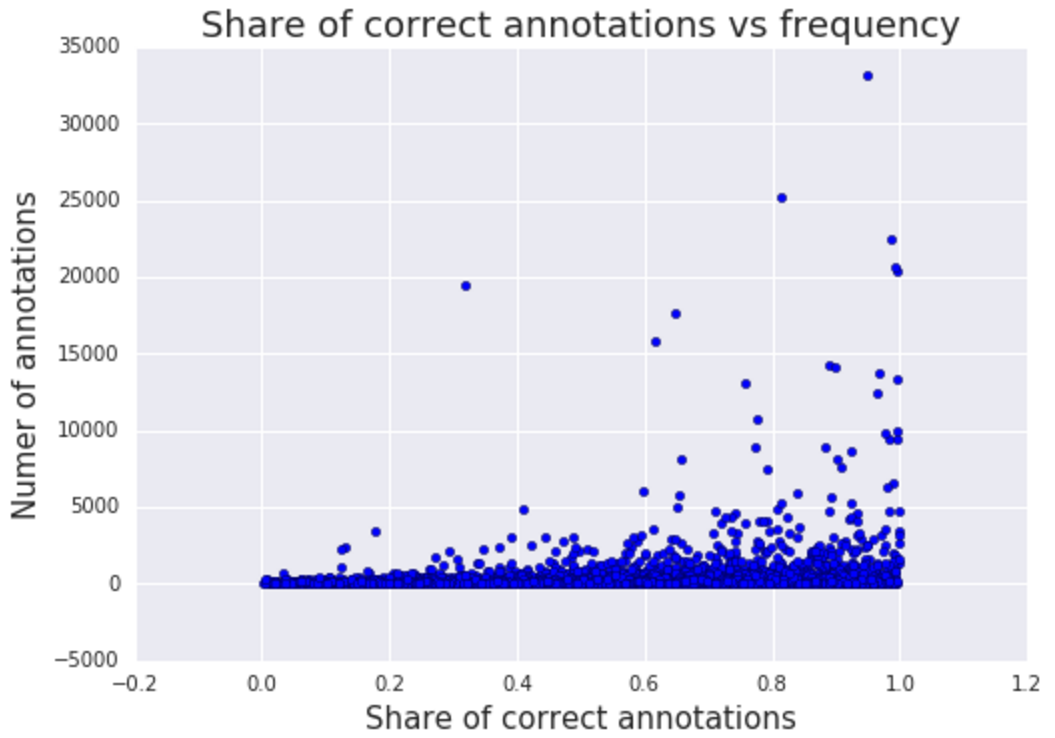 Share of correct annotations vs frequency
35000
30000
25000
20000
15000
10000
5000
0
−5000
Numer of annotations
−0.2 0.0 0.2 0.4 0.6 0.8 1.0 1.2
Share of correct annotations